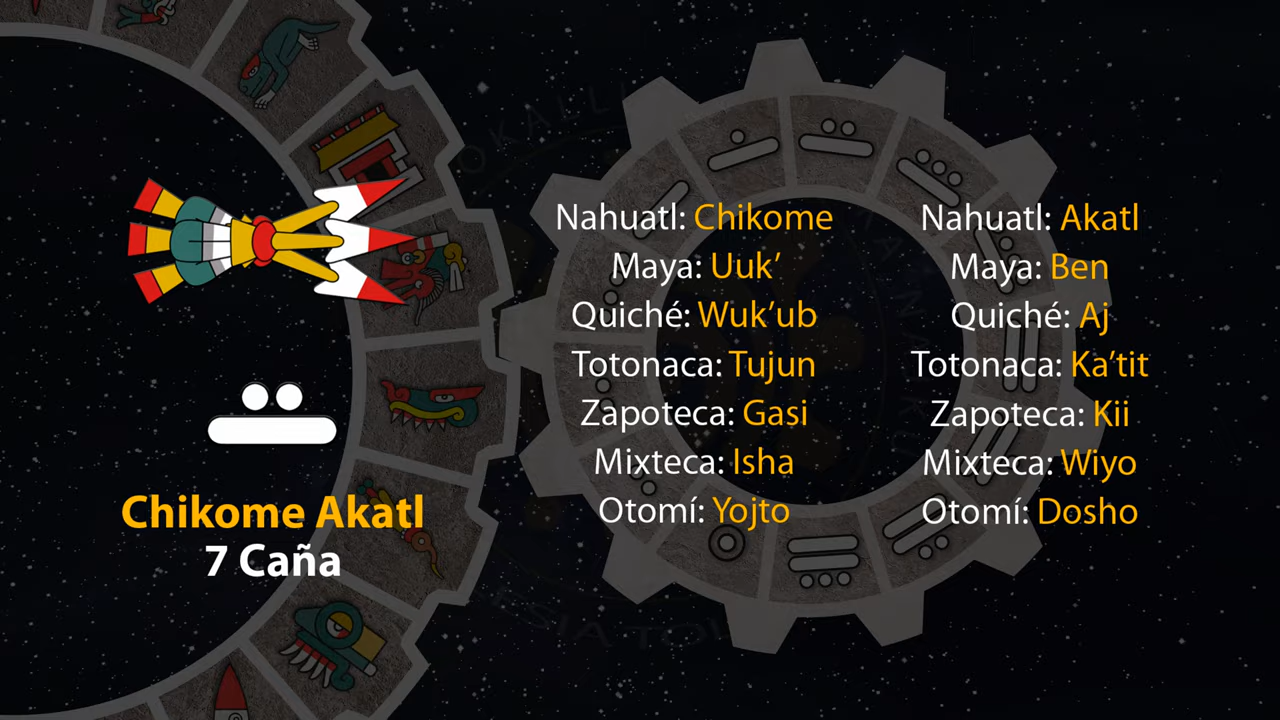 Chikome Akatl
7 Caña
Nahuatl: Chikome
Maya: Uuk’
Quiché: Wuk’ub
Totonaca: Tujun
Zapoteca: Gasi
Mixteca: Isha
Otomí: Yojto
Nahuatl: Akatl
Maya: Ben
Quiché: Aj
Totonaca: Ka’tit
Zapoteca: Kii
Mixteca: Wiyo
Otomí: Dosho